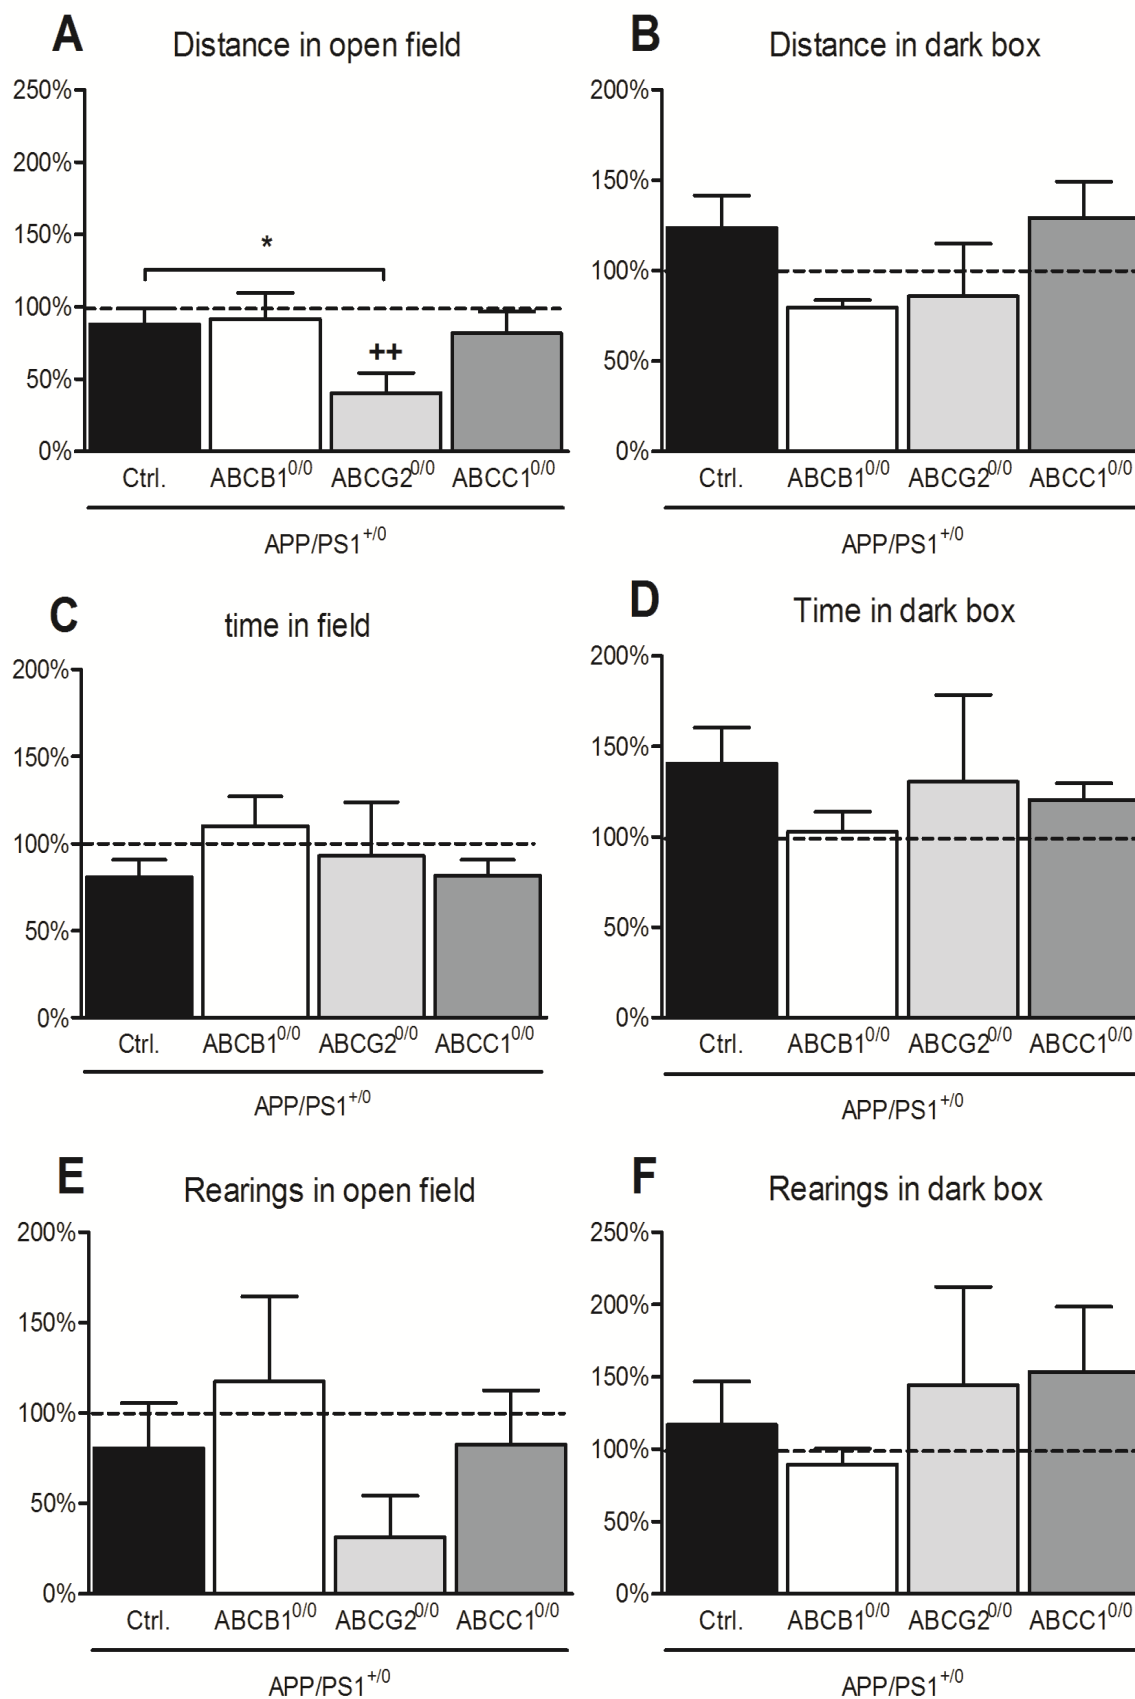 A Distance in open field
250%
200%
150%
100%
50%
0%
*
++
Ctrl. ABCB1^0/0 ABCG2^0/0 ABCC1^0/0
APP/PS1^+/0
B Distance in dark box
200%
150%
100%
50%
0%
Ctrl. ABCB1^0/0 ABCG2^0/0 ABCC1^0/0
APP/PS1^+/0
C time in field
200%
150%
100%
50%
0%
Ctrl. ABCB1^0/0 ABCG2^0/0 ABCC1^0/0
APP/PS1^+/0
D Time in dark box
200%
150%
100%
50%
0%
Ctrl. ABCB1^0/0 ABCG2^0/0 ABCC1^0/0
APP/PS1^+/0
E Rearings in open field
200%
150%
100%
50%
0%
Ctrl. ABCB1^0/0 ABCG2^0/0 ABCC1^0/0
APP/PS1^+/0
F Rearings in dark box
250%
200%
150%
100%
50%
0%
Ctrl. ABCB1^0/0 ABCG2^0/0 ABCC1^0/0
APP/PS1^+/0